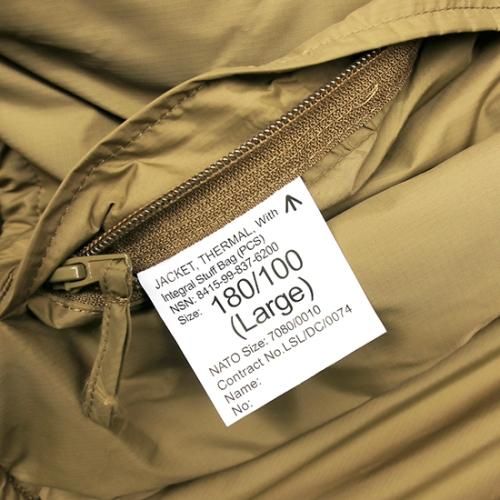 JACKET, THERMAL, With
Integral Stuff Bag (PCS)
NSN: 8415-99-837-6200
Size: 180/100
(Large)
NATO Size: 7080/0010
Contract No.LSL/DC/0074
Name:
No: